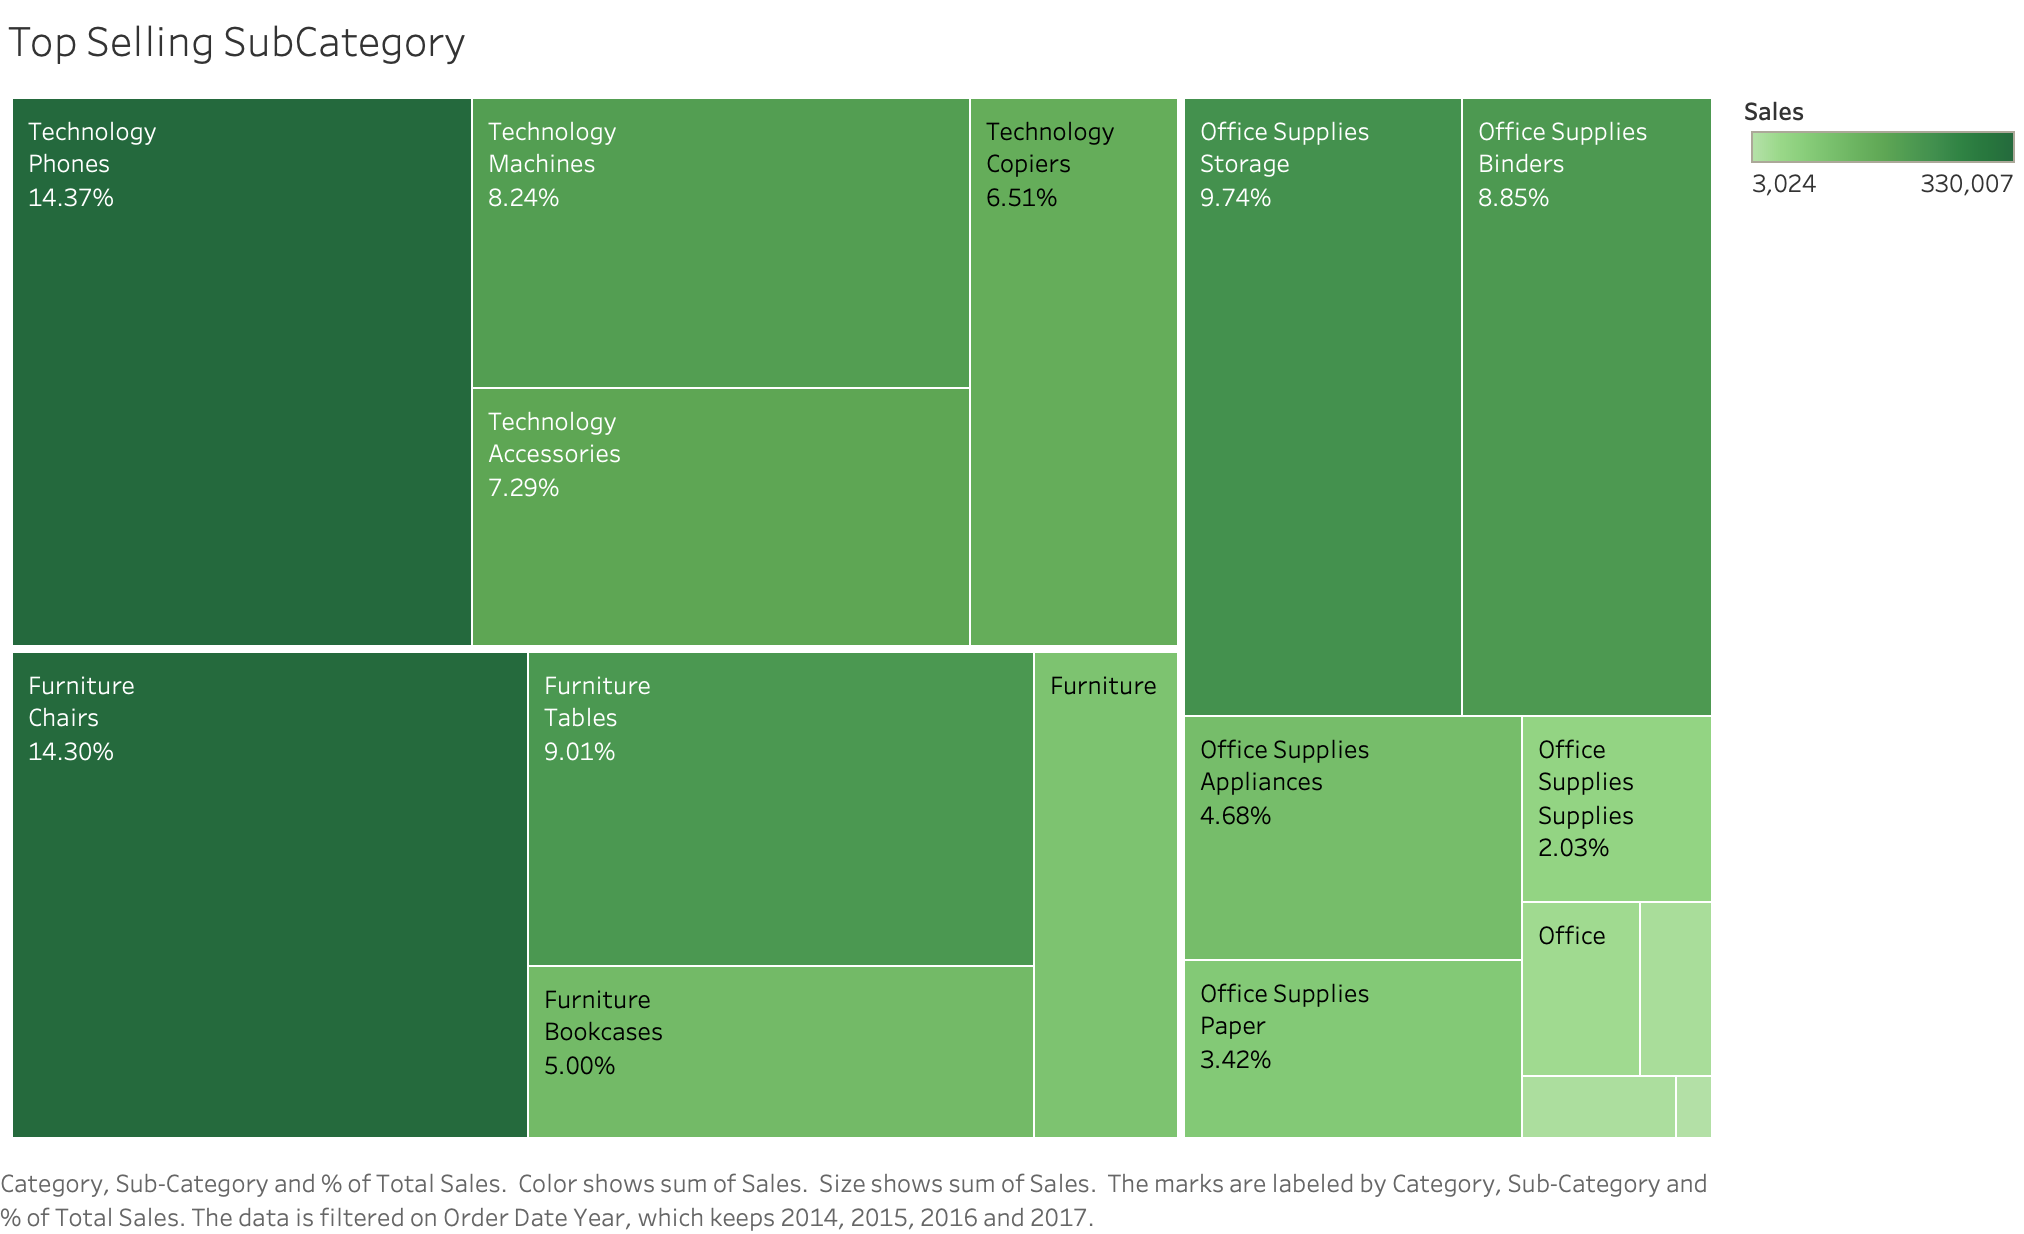 Top Selling SubCategory
Technology
Phones
14.37%
Technology
Machines
8.24%
Technology
Copiers
6.51%
Technology
Accessories
7.29%
Office Supplies
Storage
9.74%
Office Supplies
Binders
8.85%
Sales
3,024 330,007
Furniture
Chairs
14.30%
Furniture
Tables
9.01%
Furniture
Furniture
Bookcases
5.00%
Office Supplies
Appliances
4.68%
Office
Supplies
Supplies
2.03%
Office
Office Supplies
Paper
3.42%
Category, Sub-Category and % of Total Sales.  Color shows sum of Sales.  Size shows sum of Sales.  The marks are labeled by Category, Sub-Category and
% of Total Sales. The data is filtered on Order Date Year, which keeps 2014, 2015, 2016 and 2017.